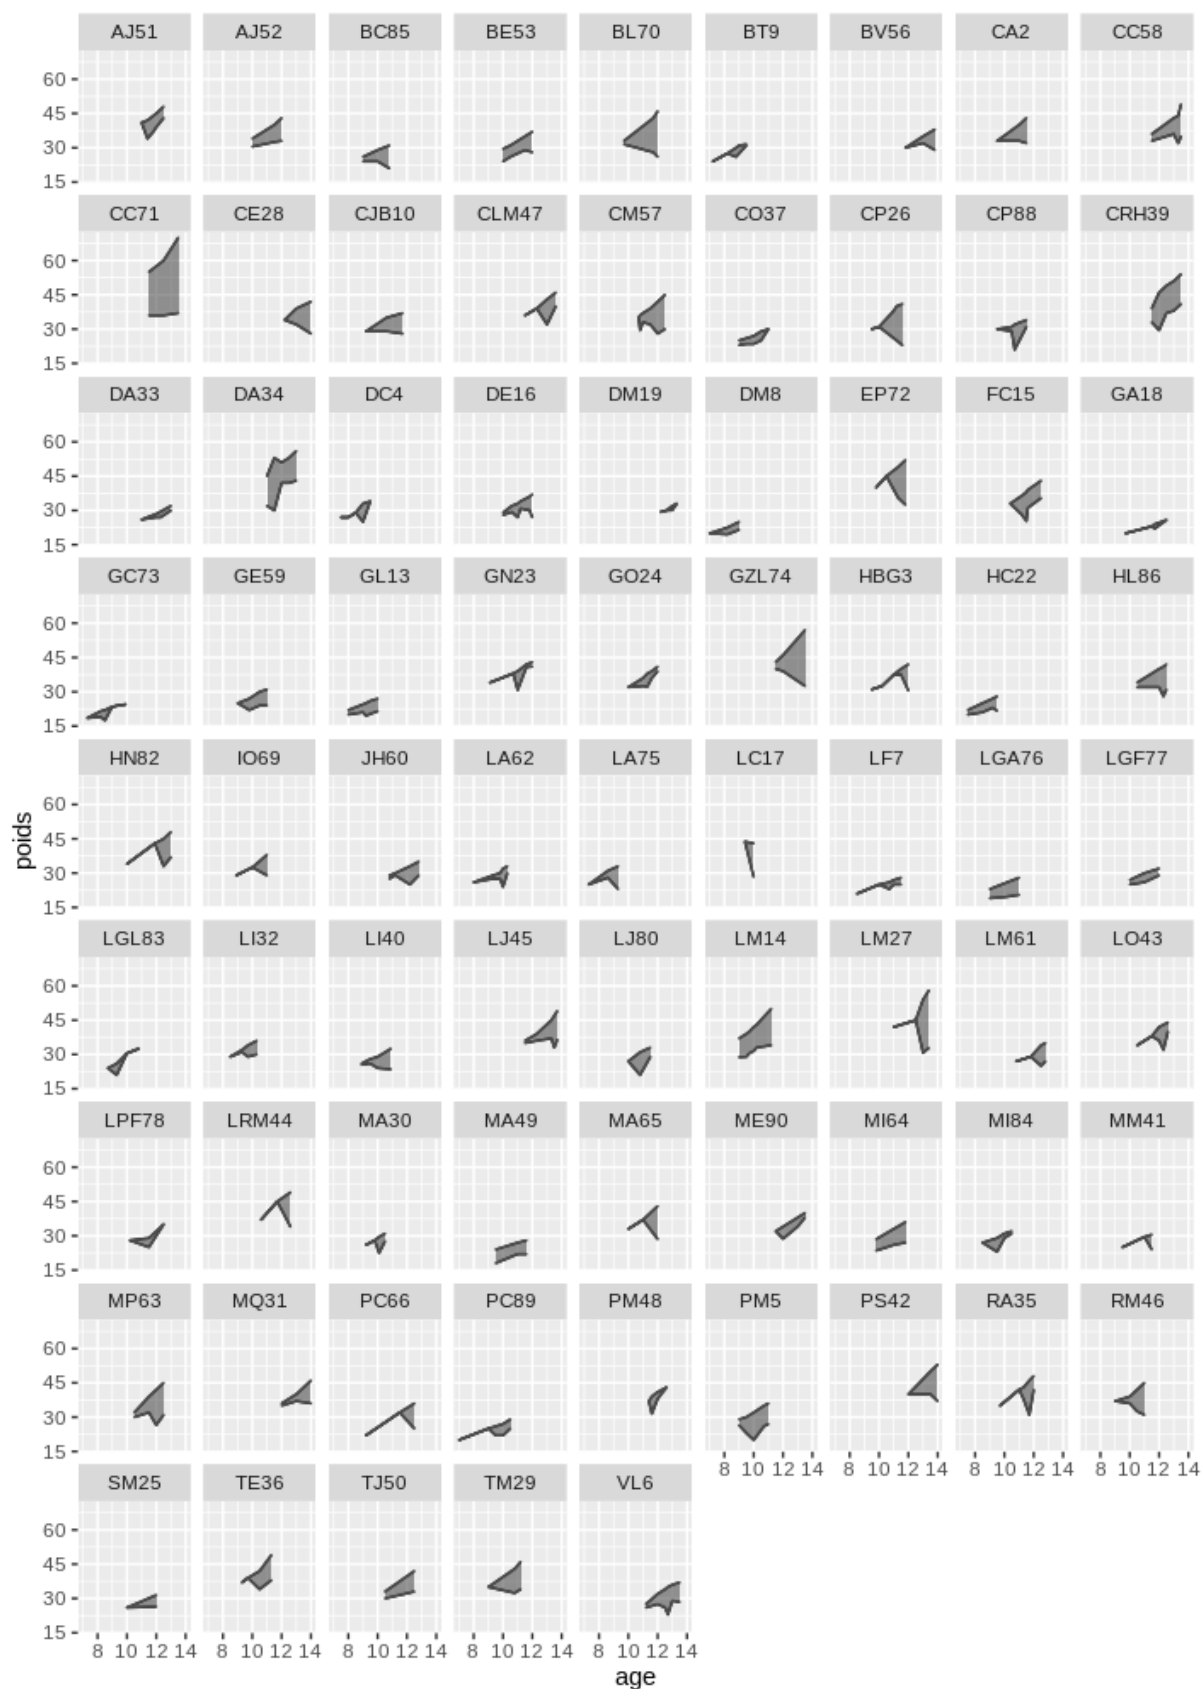 AJ51 AJ52 BC85 BE53 BL70 BT9 BV56 CA2 CC58
60
45
30
15
CC71 CE28 CJB10 CLM47 CM57 CO37 CP26 CP88 CRH39
60
45
30
15
DA33 DA34 DC4 DE16 DM19 DM8 EP72 FC15 GA18
60
45
30
15
GC73 GE59 GL13 GN23 GO24 GZL74 HBG3 HC22 HL86
60
45
30
15
HN82 IO69 JH60 LA62 LA75 LC17 LF7 LGA76 LGF77
60
45
30
15
poids
LGL83 LI32 LI40 LJ45 LJ80 LM14 LM27 LM61 LO43
60
45
30
15
LPF78 LRM44 MA30 MA49 MA65 ME90 MI64 MI84 MM41
60
45
30
15
MP63 MQ31 PC66 PC89 PM48 PM5 PS42 RA35 RM46
60
45
30
15
8 10 12 14 8 10 12 14 8 10 12 14 8 10 12 14
SM25 TE36 TJ50 TM29 VL6
60
45
30
15
8 10 12 14 8 10 12 14 8 10 12 14 8 10 12 14 8 10 12 14
age